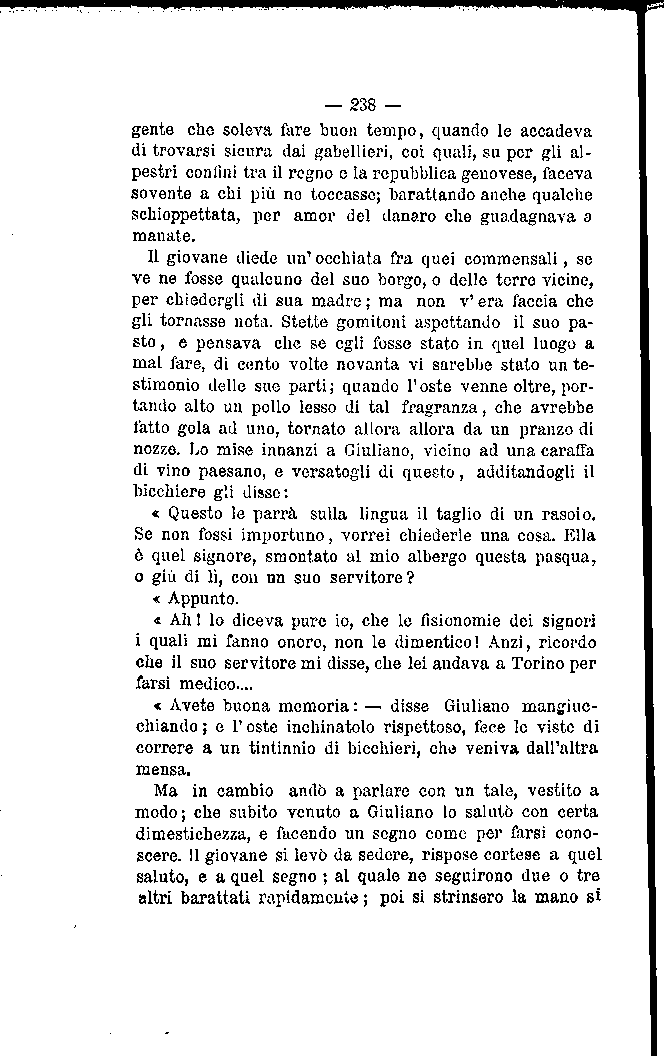 — 238 —
gente che soleva fare buon tempo, quando le accadeva
di trovarsi sicura dai gabellieri, coi quali, su per gli al-
pestri confini tra il regno e la repubblica genovese, faceva
sovente a chi più ne toccasse; barattando anche qualche
schioppettata, per amor del danaro che guadagnava a
manate.
Il giovane diede un' occhiata fra quei commensali, se
ve ne fosse qualcuno del suo borgo, o delle terre vicine,
per chiedergli di sua madre; ma non v' era faccia che
gli tornasse nota. Stette gomitoni aspettando il suo pa-
sto, e pensava che se egli fosse stato in quel luogo a
mal fare, di cento volte novanta vi sarebbe stato un te-
stimonio delle sue parti; quando l'oste venne oltre, por-
tando alto un pollo lesso di tal fragranza, che avrebbe
fatto gola ad uno, tornato allora allora da un pranzo di
nozze. Lo mise innanzi a Giuliano, vicino ad una caraffa
di vino paesano, e versatogli di questo, additandogli il
bicchiere gli disse:
« Questo le parrà sulla lingua il taglio di un rasoio.
Se non fossi importuno, vorrei chiederle una cosa. Ella
è quel signore, smontato al mio albergo questa pasqua,
o giù di lì, con un suo servitore?
« Appunto.
« Ah! lo diceva pure io, che le fisionomie dei signori
i quali mi fanno onore, non le dimentico! Anzi, ricordo
che il suo servitore mi disse, che lei andava a Torino per
farsi medico....
« Avete buona memoria: — disse Giuliano mangiuc-
chiando; e l' oste inchinatolo rispettoso, fece le viste di
correre a un tintinnio di bicchieri, che veniva dall'altra
mensa.
Ma in cambio andò a parlare con un tale, vestito a
modo; che subito venuto a Giuliano lo salutò con certa
dimestichezza, e facendo un segno come per farsi cono-
scere. Il giovane si levò da sedere, rispose cortese a quel
saluto, e a quel segno; al quale ne seguirono due o tre
altri barattati rapidamente; poi si strinsero la mano si